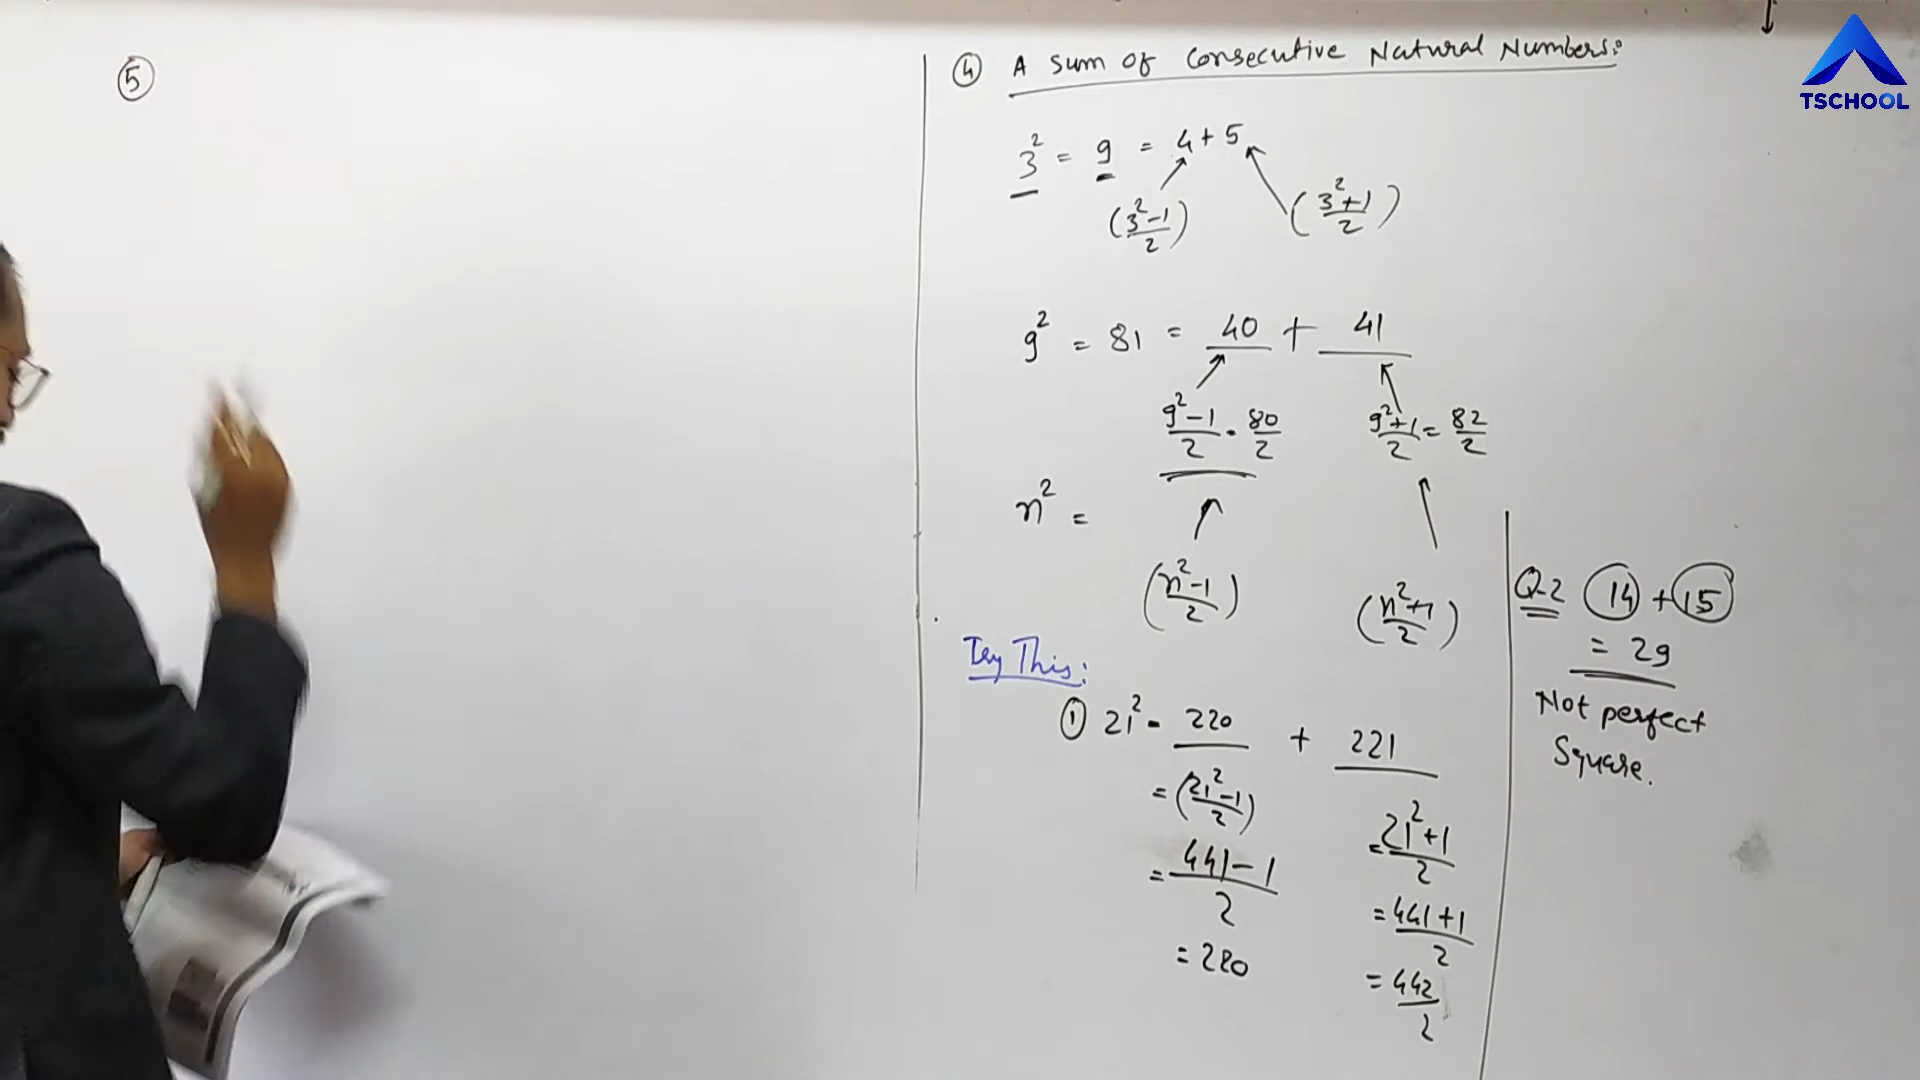 ⑤
④ A Sum of Consecutive Natural Numbers:
3² = 9 = 4 + 5
(3²-1/2) (3²+1/2)
9² = 81 = 40 + 41
9²-1/2 = 80/2 9²+1/2 = 82/2
n² =
(n²-1/2) (n²+1/2)
Try This:
① 21² = 220 + 221
= (21²-1/2) = 21²+1/2
= 441-1/2 = 441+1/2
= 220 = 442/2
Q-2 14 + 15
= 29
Not perfect
Square.
TSCHOOL